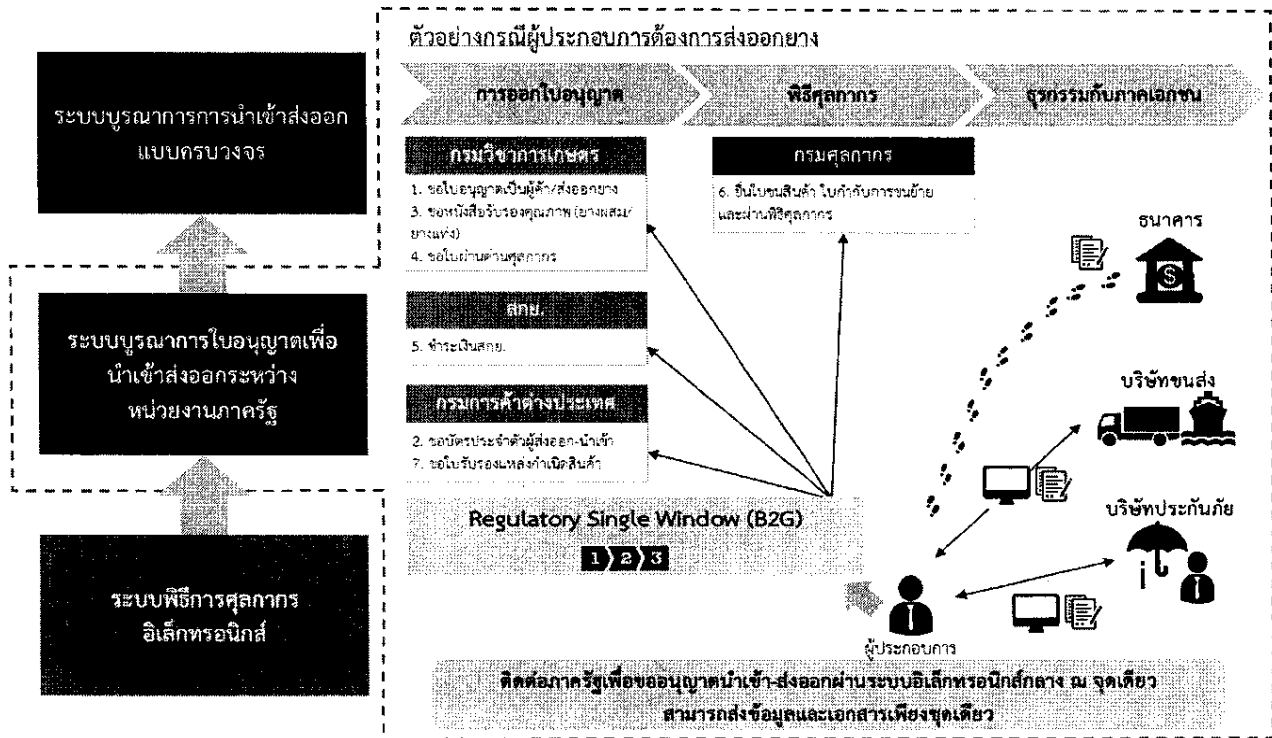 ตัวอย่างกรณีผู้ประกอบการต้องการส่งออกยาง
ระบบบูรณาการการนำเข้าส่งออก
แบบครบวงจร
ระบบบูรณาการใบอนุญาตเพื่อ
นำเข้าส่งออกระหว่าง
หน่วยงานภาครัฐ
ระบบพิธีการศุลกากร
อิเล็กทรอนิกส์
การออกใบอนุญาต
พิธีศุลกากร
ธุรกรรมกับภาคเอกชน
กรมวิชาการเกษตร
1. ขอใบอนุญาตเป็นผู้ค้า/ส่งออกยาง
3. ขอหนังสือรับรองคุณภาพ (ยางผสม/
ยางแท่ง)
4. ขอใบผ่านด่านศุลกากร
สกย.
5. ชำระเงินสกย.
กรมการค้าต่างประเทศ
2. ขอบัตรประจำตัวผู้ส่งออก-นำเข้า
7. ขอใบรับรองแหล่งกำเนิดสินค้า
กรมศุลกากร
6. ยื่นใบขนสินค้า ใบกำกับการขนย้าย
และผ่านพิธีศุลกากร
ธนาคาร
$
บริษัทขนส่ง
บริษัทประกันภัย
Regulatory Single Window (B2G)
1 2 3
ผู้ประกอบการ
ติดต่อภาครัฐเพื่อขออนุญาตนำเข้า-ส่งออกผ่านระบบอิเล็กทรอนิกส์กลาง ณ จุดเดียว
สามารถส่งข้อมูลและเอกสารเพียงชุดเดียว